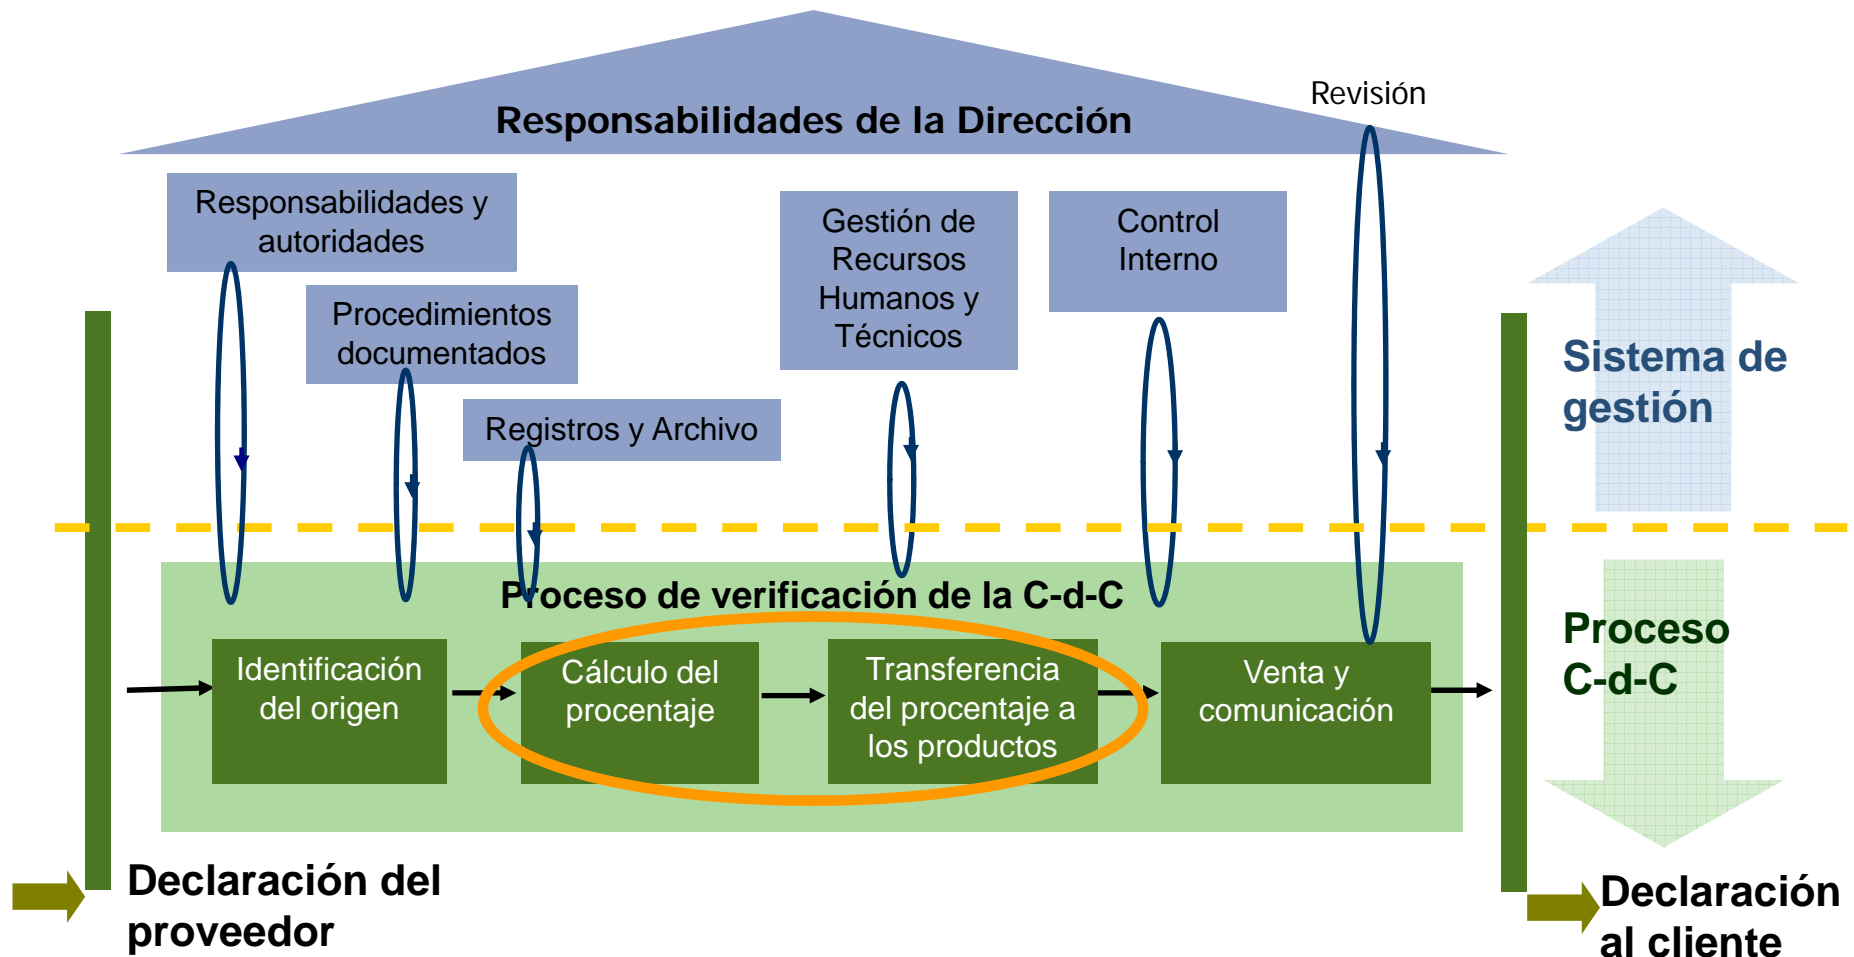 Revisión
Responsabilidades de la Dirección
Responsabilidades y
autoridades
Procedimientos
documentados
Registros y Archivo
Gestión de
Recursos
Humanos y
Técnicos
Control
Interno
Sistema de
gestión
Proceso de verificación de la C-d-C
Identificación
del origen
Cálculo del
procentaje
Transferencia
del procentaje a
los productos
Venta y
comunicación
Proceso
C-d-C
Declaración del
proveedor
Declaración
al cliente